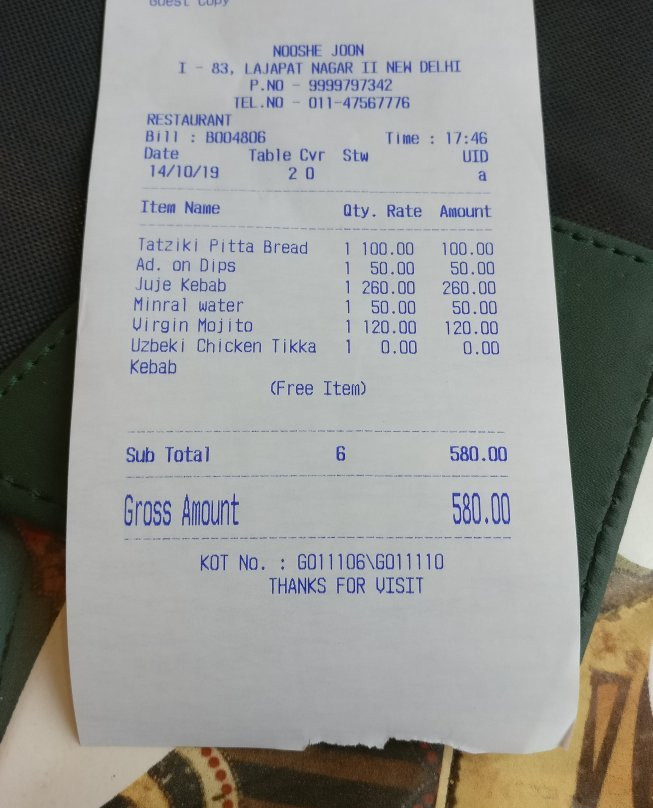 Guest Copy
NOOSHE JOON
I - 83, LAJAPAT NAGAR II NEW DELHI
P.NO - 9999797342
TEL.NO - 011-47567776
RESTAURANT
Bill : B004806 Time : 17:46
Date Table Cvr Stw UID
14/10/19 2 0 a
Item Name Qty. Rate Amount
Tatziki Pitta Bread 1 100.00 100.00
Ad. on Dips 1 50.00 50.00
Juje Kebab 1 260.00 260.00
Minral water 1 50.00 50.00
Virgin Mojito 1 120.00 120.00
Uzbeki Chicken Tikka 1 0.00 0.00
Kebab
(Free Item)
Sub Total 6 580.00
Gross Amount 580.00
KOT No. : G011106\G011110
THANKS FOR VISIT